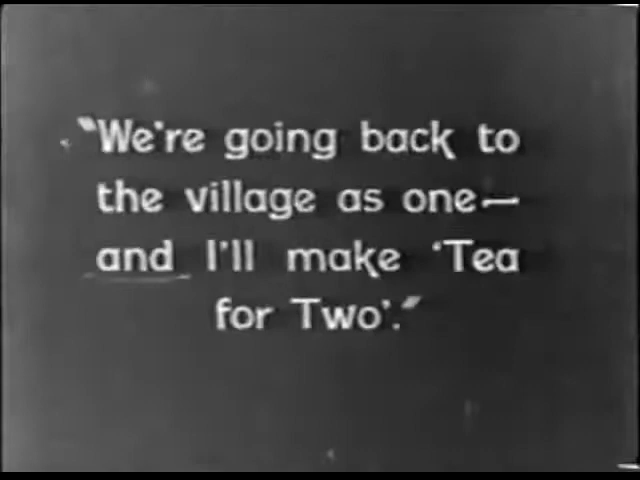 "We're going back to
the village as one—
and I'll make 'Tea
for Two'."